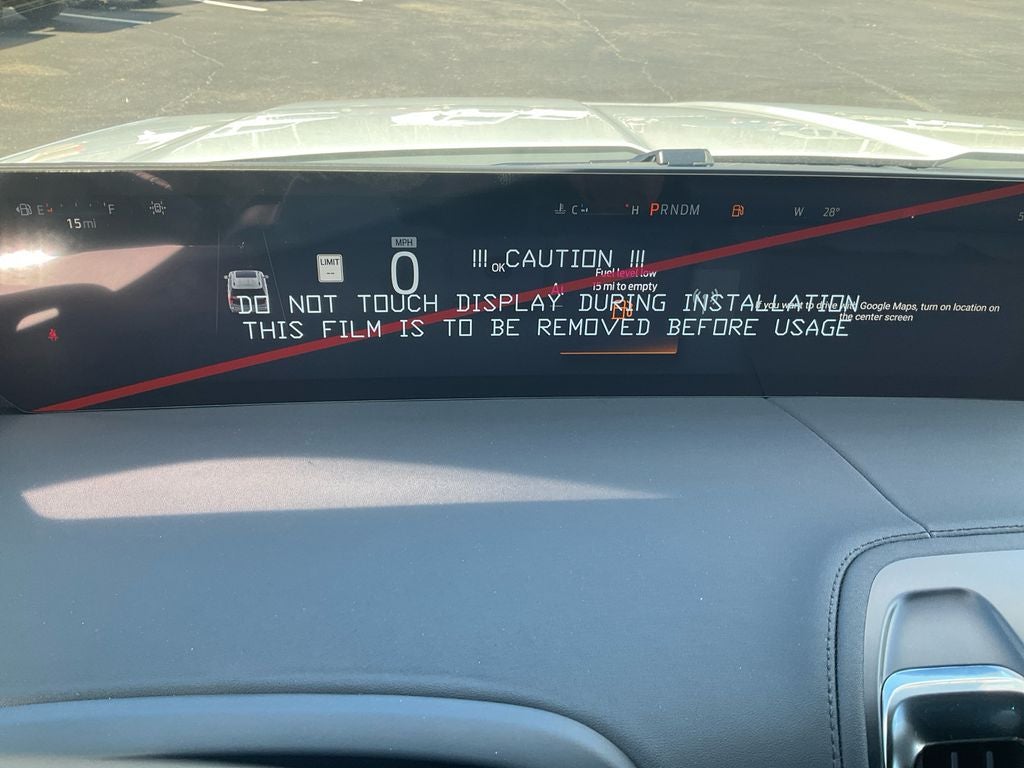 E F
15 mi
C H
PRNDM
W 28°
5
MPH
0
LIMIT
--
!!! CAUTION !!!
OK
Fuel level low
15 mi to empty
DO NOT TOUCH DISPLAY DURING INSTALLATION
THIS FILM IS TO BE REMOVED BEFORE USAGE
If you want to drive with Google Maps, turn on location on
the center screen